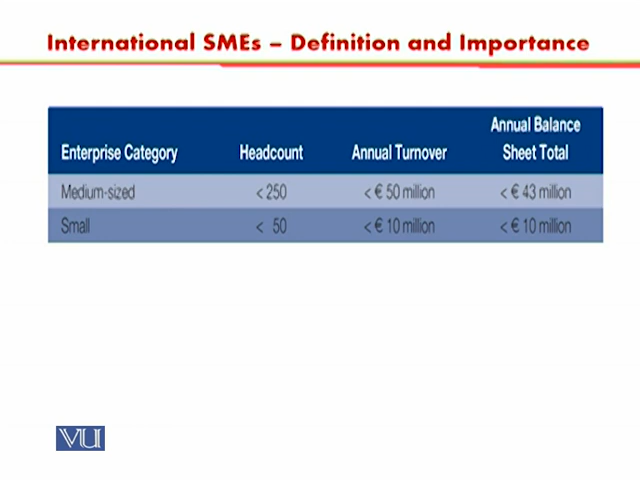 International SMEs – Definition and Importance
Enterprise Category Headcount Annual Turnover Annual Balance Sheet Total
Medium-sized < 250 < € 50 million < € 43 million
Small < 50 < € 10 million < € 10 million
VU